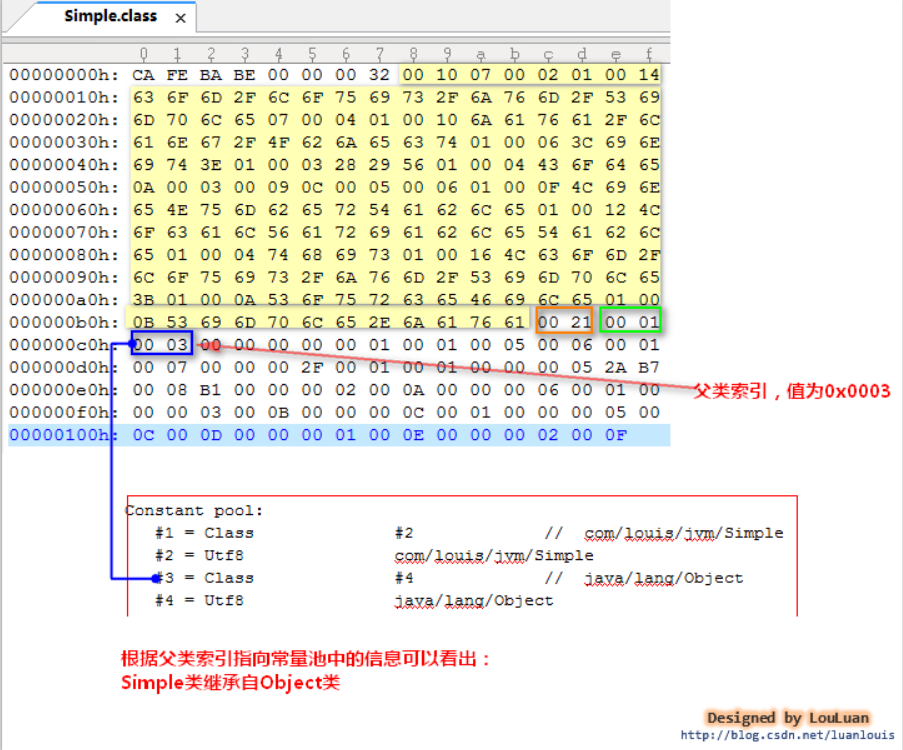 Simple.class ×
0 1 2 3 4 5 6 7 8 9 a b c d e f
00000000h: CA FE BA BE 00 00 00 32 00 10 07 00 02 01 00 14
00000010h: 63 6F 6D 2F 6C 6F 75 69 73 2F 6A 76 6D 2F 53 69
00000020h: 6D 70 6C 65 07 00 04 01 00 10 6A 61 76 61 2F 6C
00000030h: 61 6E 67 2F 4F 62 6A 65 63 74 01 00 06 3C 69 6E
00000040h: 69 74 3E 01 00 03 28 29 56 01 00 04 43 6F 64 65
00000050h: 0A 00 03 00 09 0C 00 05 00 06 01 00 0F 4C 69 6E
00000060h: 65 4E 75 6D 62 65 72 54 61 62 6C 65 01 00 12 4C
00000070h: 6F 63 61 6C 56 61 72 69 61 62 6C 65 54 61 62 6C
00000080h: 65 01 00 04 74 68 69 73 01 00 16 4C 63 6F 6D 2F
00000090h: 6C 6F 75 69 73 2F 6A 76 6D 2F 53 69 6D 70 6C 65
000000a0h: 3B 01 00 0A 53 6F 75 72 63 65 46 69 6C 65 01 00
000000b0h: 0B 53 69 6D 70 6C 65 2E 6A 61 76 61 00 21 00 01
000000c0h: 00 03 00 00 00 00 00 01 00 01 00 05 00 06 00 01
000000d0h: 00 07 00 00 00 2F 00 01 00 01 00 00 00 05 2A B7
000000e0h: 00 08 B1 00 00 00 02 00 0A 00 00 00 06 00 01 00
000000f0h: 00 00 03 00 0B 00 00 00 0C 00 01 00 00 00 05 00
00000100h: 0C 00 0D 00 00 00 01 00 0E 00 00 00 02 00 0F
父类索引，值为0x0003
Constant pool:
#1 = Class #2 // com/louis/jvm/Simple
#2 = Utf8 com/louis/jvm/Simple
#3 = Class #4 // java/lang/Object
#4 = Utf8 java/lang/Object
根据父类索引指向常量池中的信息可以看出：
Simple类继承自Object类
Designed by LouLuan
http://blog.csdn.net/luanlouis